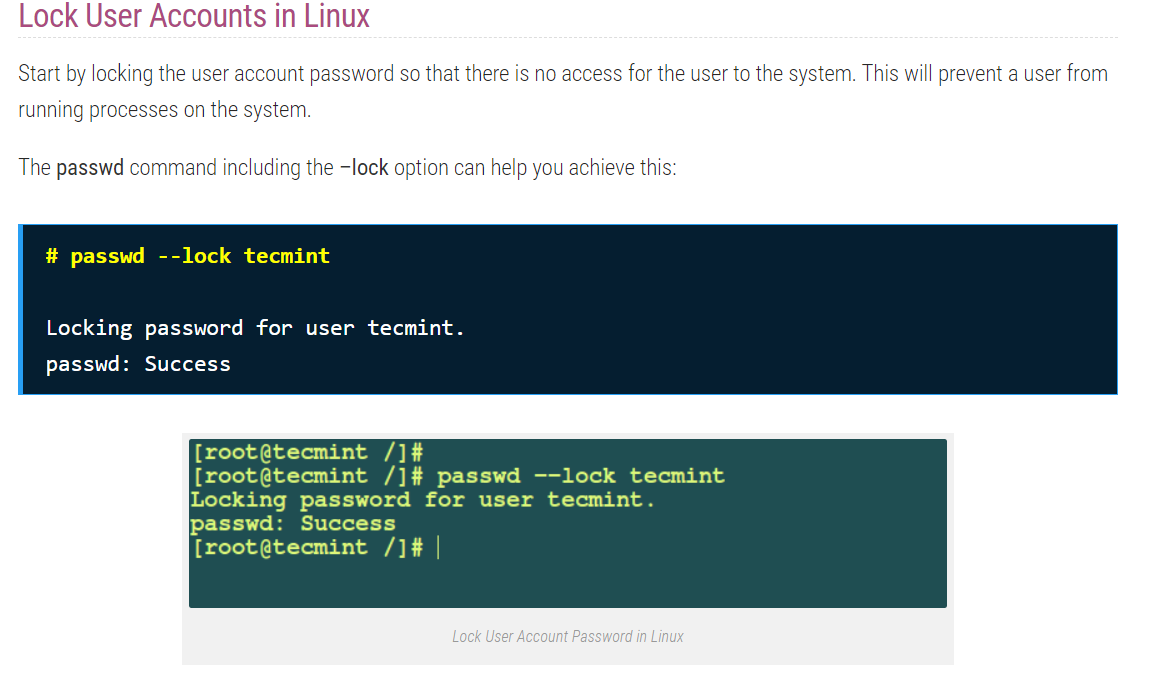 Lock User Accounts in Linux
Start by locking the user account password so that there is no access for the user to the system. This will prevent a user from
running processes on the system.
The passwd command including the –lock option can help you achieve this:
# passwd --lock tecmint
Locking password for user tecmint.
passwd: Success
[root@tecmint /]#
[root@tecmint /]# passwd --lock tecmint
Locking password for user tecmint.
passwd: Success
[root@tecmint /]#
Lock User Account Password in Linux